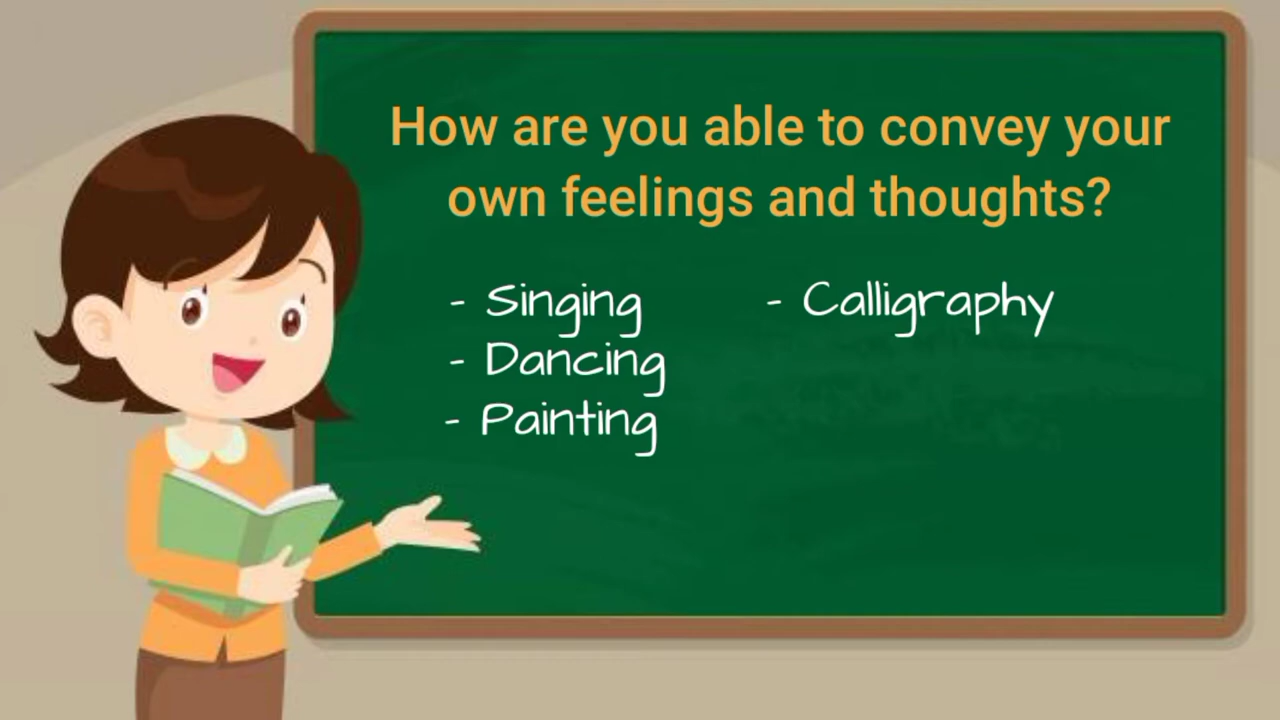 How are you able to convey your
own feelings and thoughts?
- Singing
- Dancing
- Painting
- Calligraphy